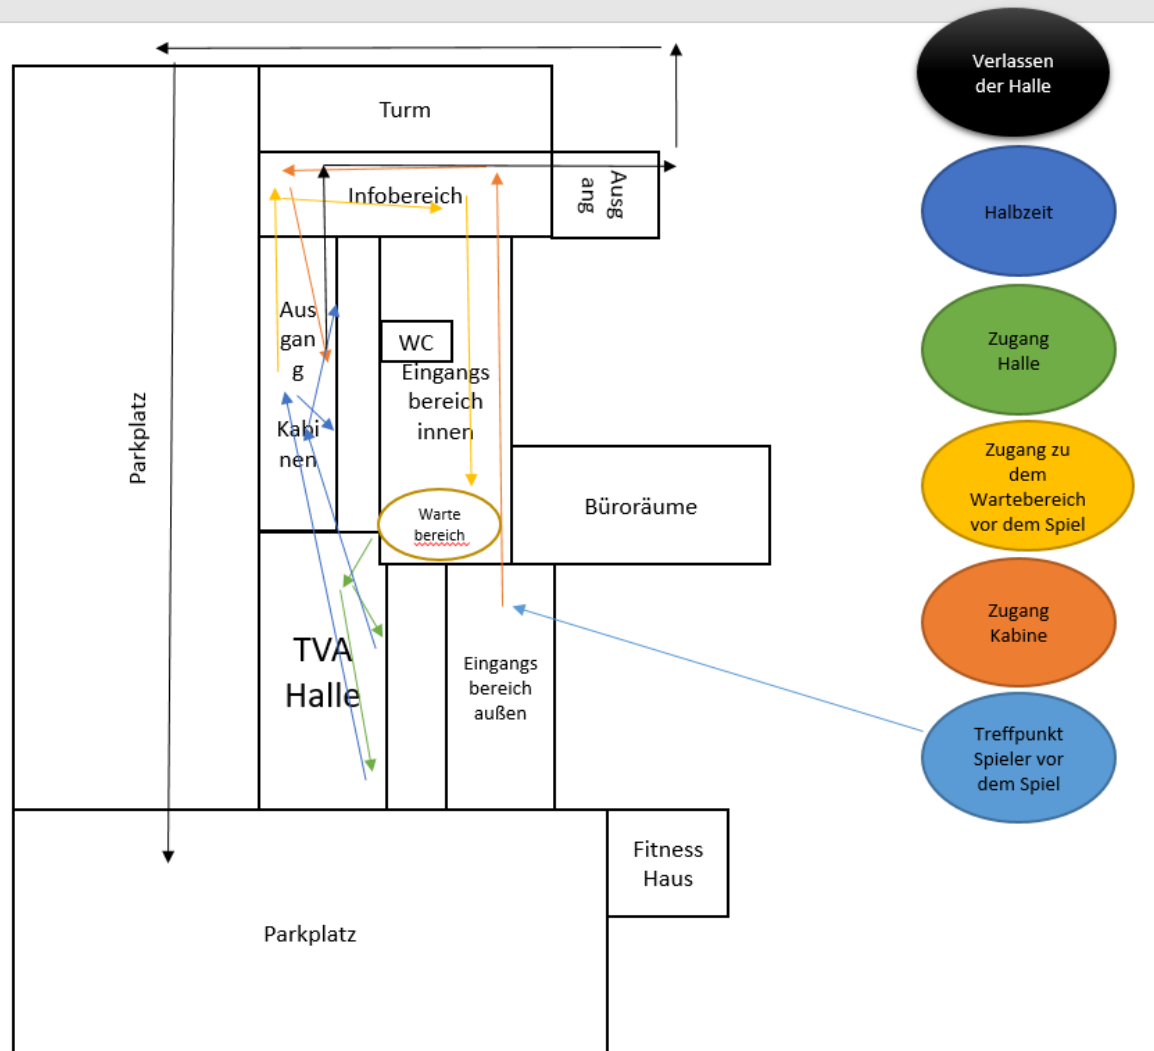 Verlassen
der Halle
Turm
Infobereich
Ausg
ang
Halbzeit
Aus
gan
g
WC
Zugang
Halle
Eingangs
bereich
innen
Parkplatz
Kabi
nen
Zugang zu
dem
Wartebereich
vor dem Spiel
Büroräume
Warte
bereich
Zugang
Kabine
TVA
Halle
Eingangs
bereich
außen
Treffpunkt
Spieler vor
dem Spiel
Fitness
Haus
Parkplatz